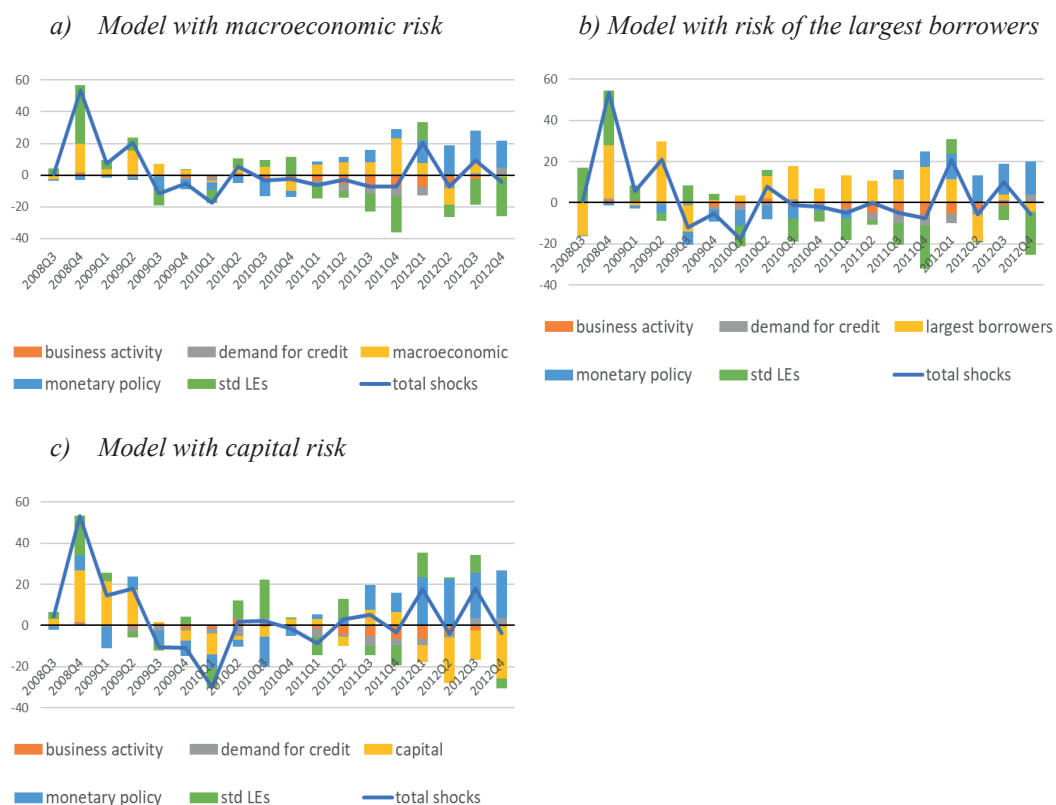 a) Model with macroeconomic risk
60
40
20
0
-20
-40
2008Q3 2008Q4 2009Q1 2009Q2 2009Q3 2009Q4 2010Q1 2010Q2 2010Q3 2010Q4 2011Q1 2011Q2 2011Q3 2011Q4 2012Q1 2012Q2 2012Q3 2012Q4
business activity demand for credit macroeconomic
monetary policy std LEs total shocks
b) Model with risk of the largest borrowers
60
40
20
0
-20
-40
2008Q3 2008Q4 2009Q1 2009Q2 2009Q3 2009Q4 2010Q1 2010Q2 2010Q3 2010Q4 2011Q1 2011Q2 2011Q3 2011Q4 2012Q1 2012Q2 2012Q3 2012Q4
business activity demand for credit largest borrowers
monetary policy std LEs total shocks
c) Model with capital risk
60
40
20
0
-20
-40
2008Q3 2008Q4 2009Q1 2009Q2 2009Q3 2009Q4 2010Q1 2010Q2 2010Q3 2010Q4 2011Q1 2011Q2 2011Q3 2011Q4 2012Q1 2012Q2 2012Q3 2012Q4
business activity demand for credit capital
monetary policy std LEs total shocks